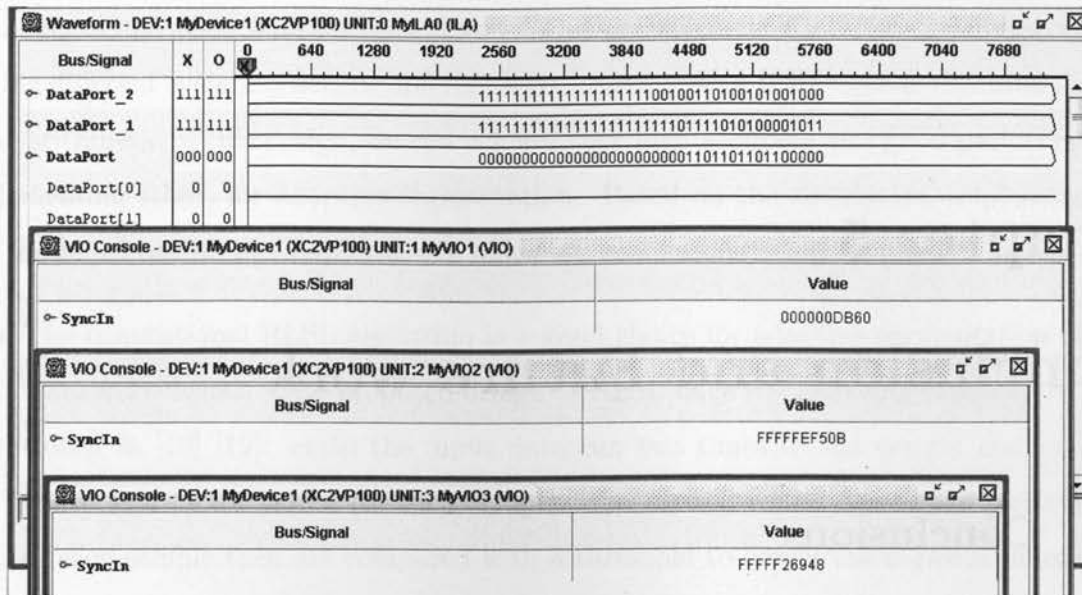 Waveform - DEV:1 MyDevice1 (XC2VP100) UNIT:0 MyILA0 (ILA)
Bus/Signal X O 0 640 1280 1920 2560 3200 3840 4480 5120 5760 6400 7040 7680
DataPort_2 111 111 1111111111111111111100100110100101001000
DataPort_1 111 111 1111111111111111111111101111010100001011
DataPort 000 000 0000000000000000000000001101101101100000
DataPort[0] 0 0
DataPort[1] 0 0
VIO Console - DEV:1 MyDevice1 (XC2VP100) UNIT:1 MyVIO1 (VIO)
Bus/Signal Value
SyncIn 000000DB60
VIO Console - DEV:1 MyDevice1 (XC2VP100) UNIT:2 MyVIO2 (VIO)
Bus/Signal Value
SyncIn FFFFFEF50B
VIO Console - DEV:1 MyDevice1 (XC2VP100) UNIT:3 MyVIO3 (VIO)
Bus/Signal Value
SyncIn FFFFF26948